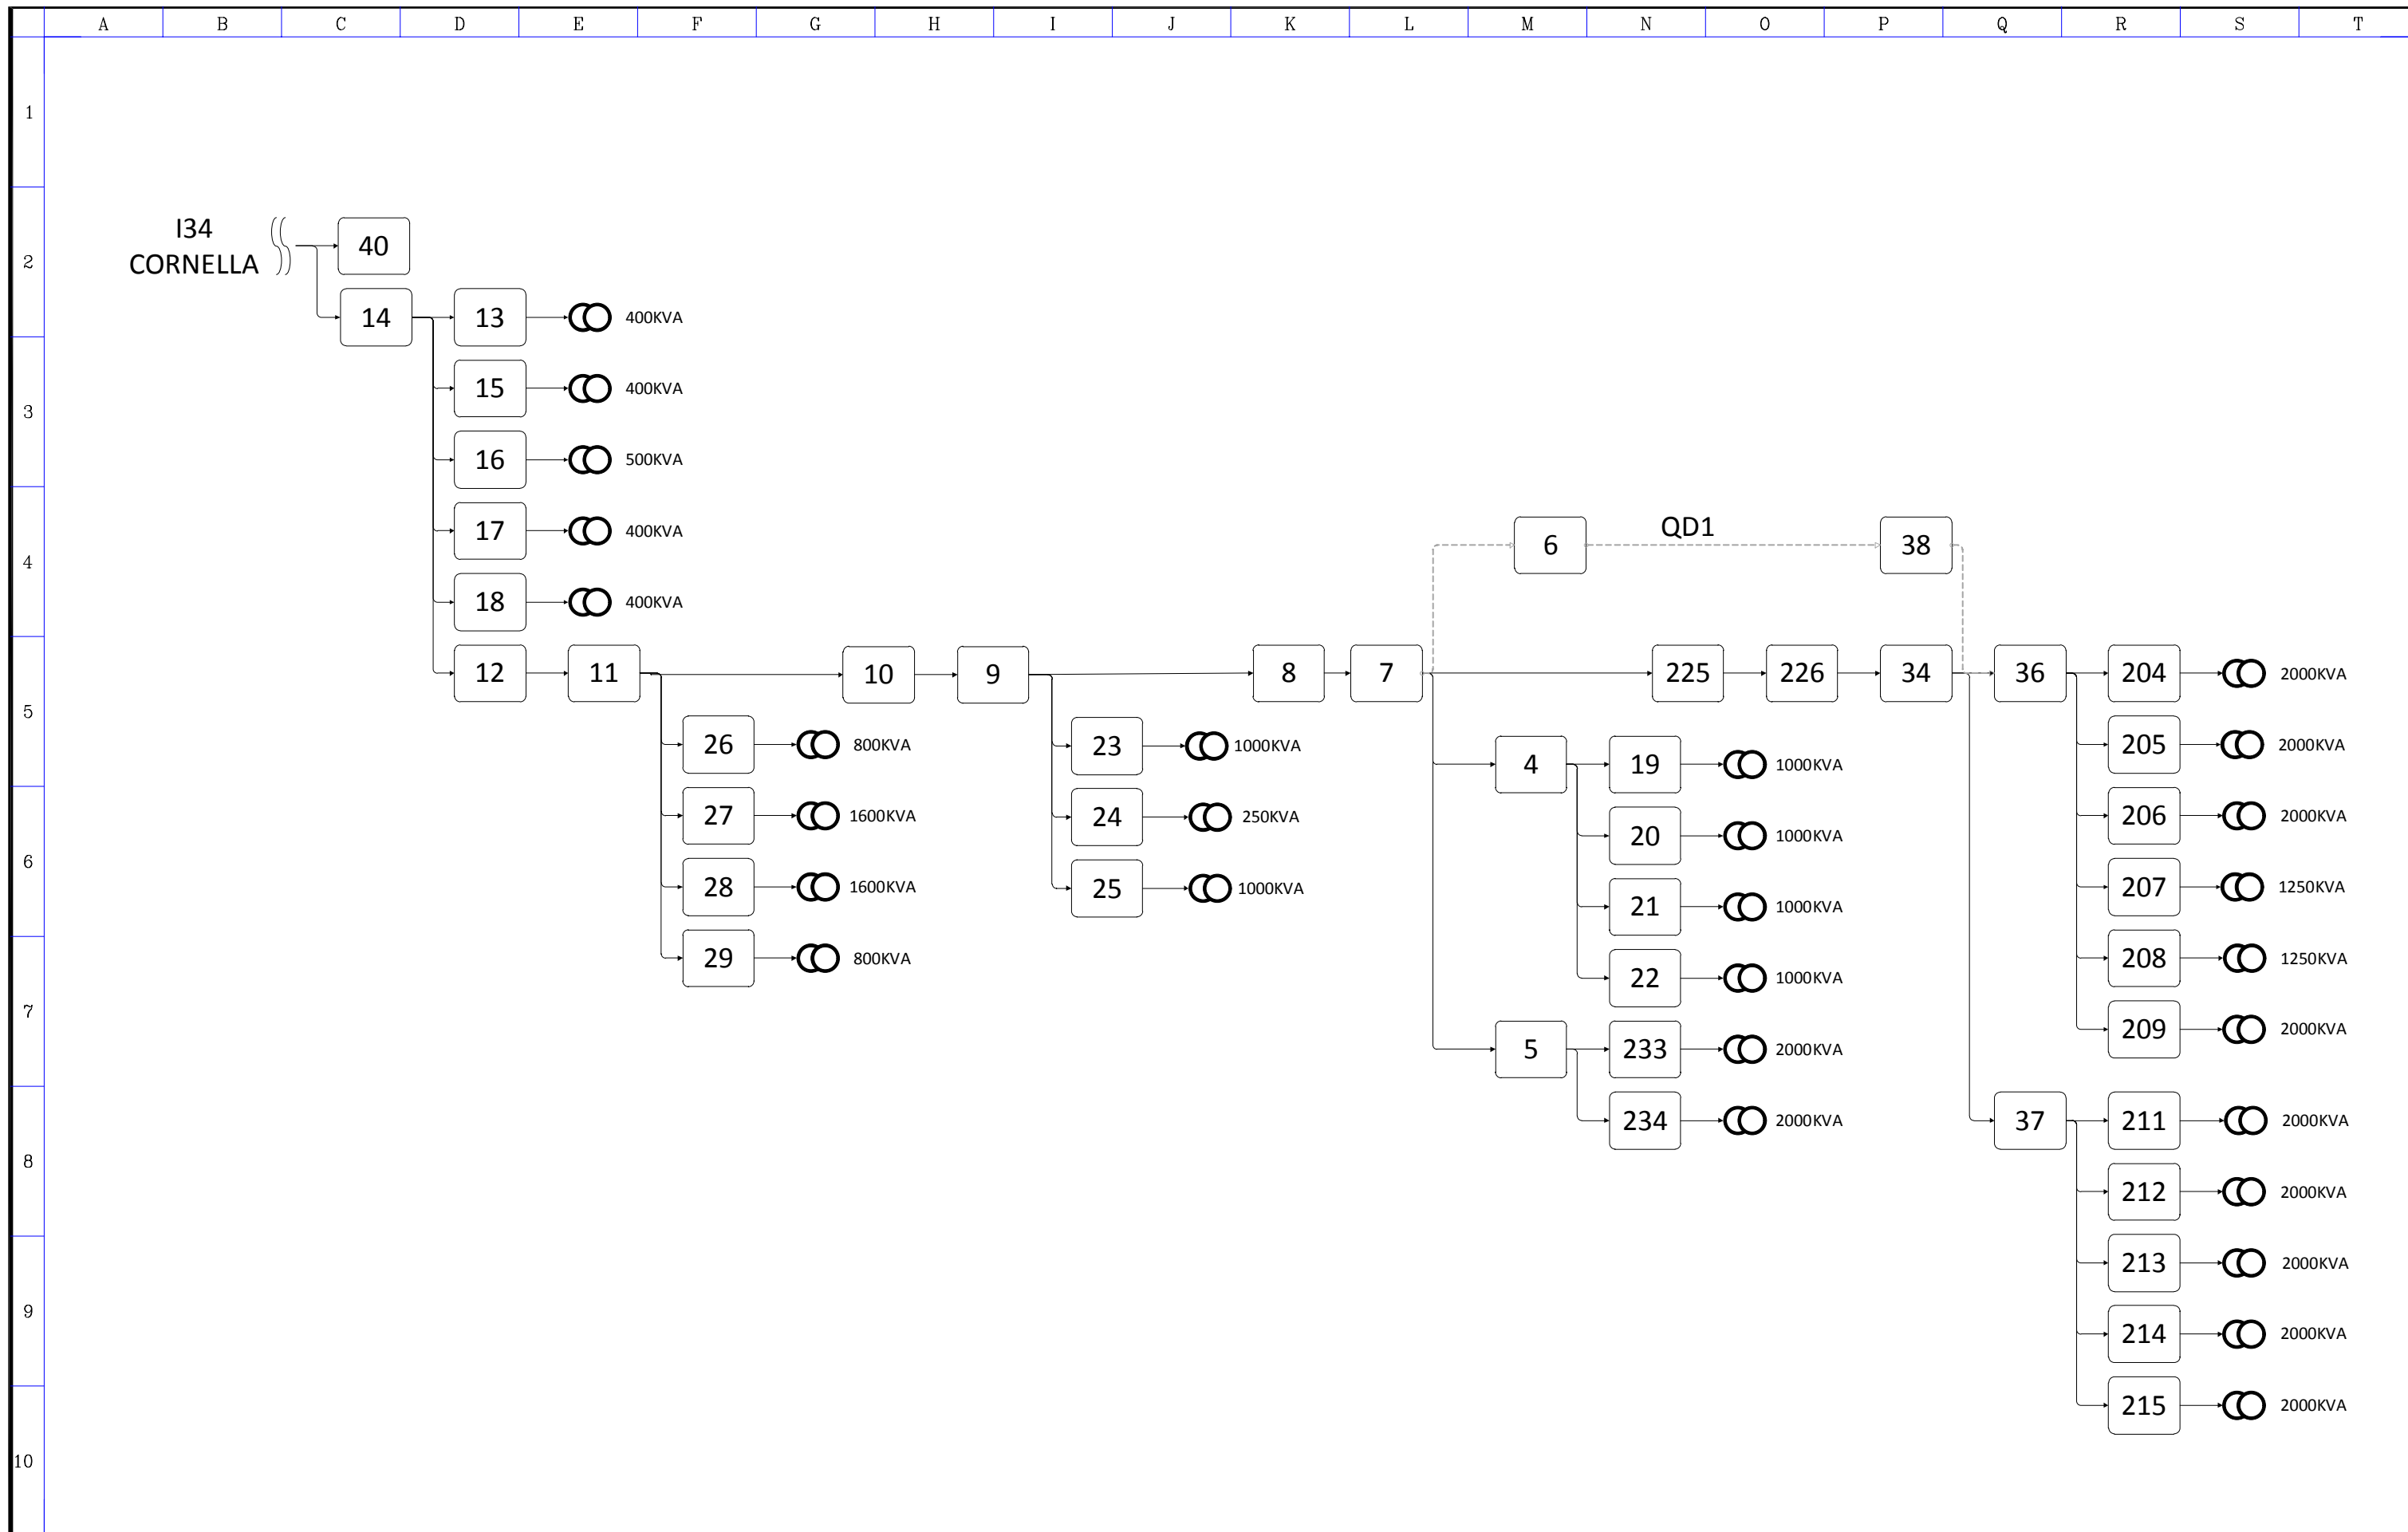 A B C D E F G H I J K L M N O P Q R S T
1
I34
CORNELLA
40
2
14
13
400KVA
15
400KVA
3
16
500KVA
17
400KVA
6
QD1
38
4
18
400KVA
12
11
10
9
8
7
225
226
34
36
204
2000KVA
5
26
800KVA
23
1000KVA
4
19
1000KVA
205
2000KVA
27
1600KVA
24
250KVA
20
1000KVA
206
2000KVA
6
28
1600KVA
25
1000KVA
21
1000KVA
207
1250KVA
29
800KVA
22
1000KVA
208
1250KVA
7
5
233
2000KVA
209
2000KVA
234
2000KVA
37
211
2000KVA
8
212
2000KVA
213
2000KVA
9
214
2000KVA
215
2000KVA
10